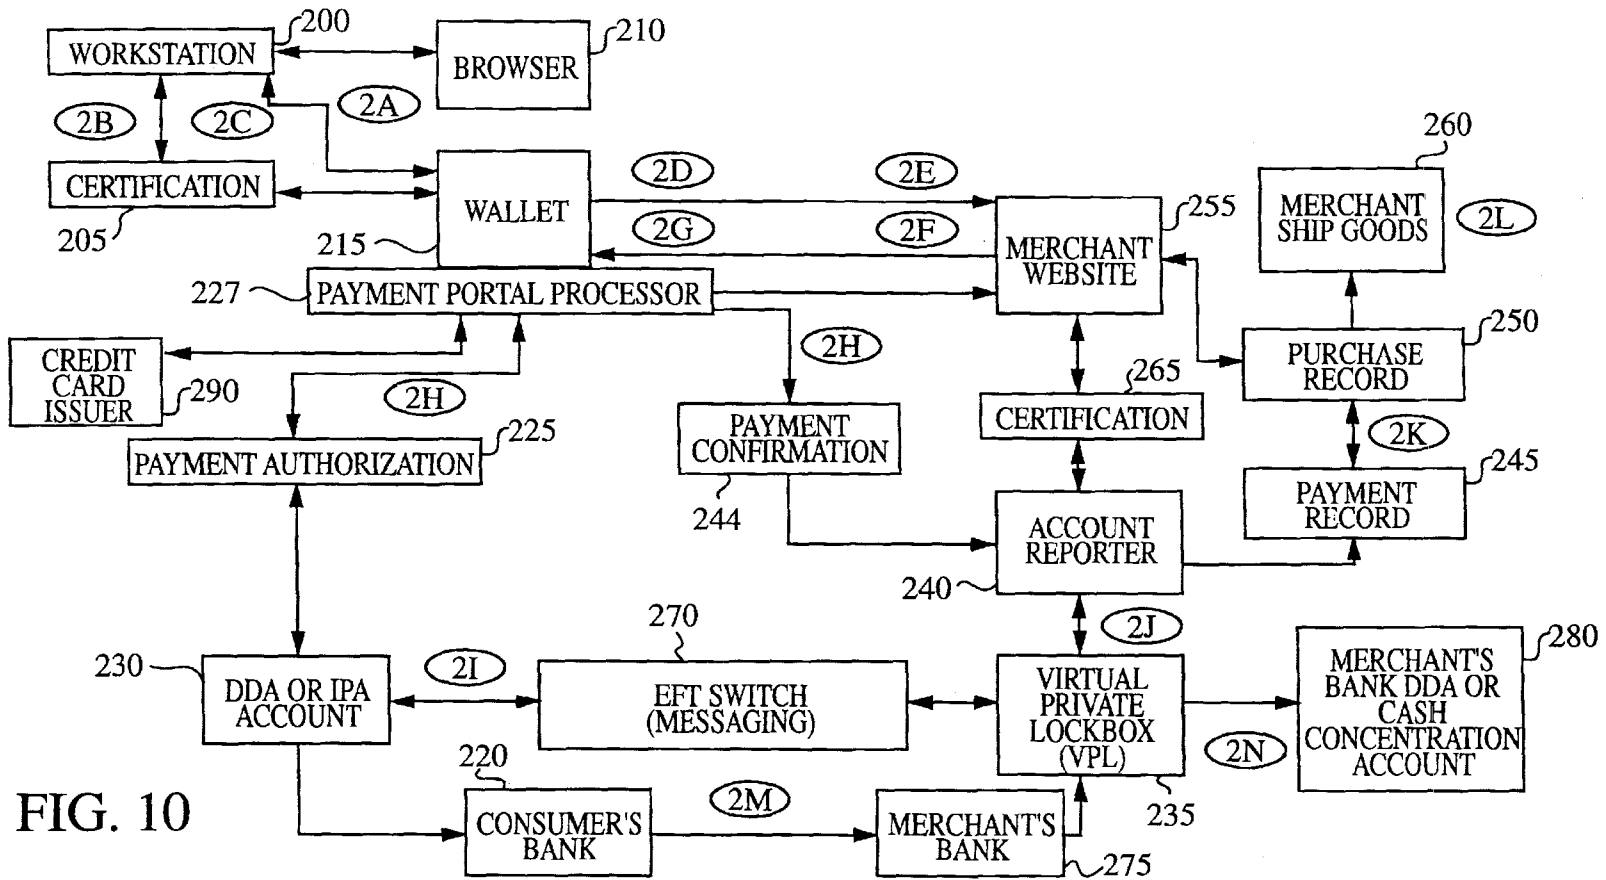 200
WORKSTATION
BROWSER
210
2B
2C
2A
CERTIFICATION
205
WALLET
215
2D
2E
2G
2F
227
PAYMENT PORTAL PROCESSOR
MERCHANT
WEBSITE
255
260
MERCHANT
SHIP GOODS
2L
CREDIT
CARD
ISSUER
290
2H
2H
PAYMENT AUTHORIZATION
225
PAYMENT
CONFIRMATION
244
265
CERTIFICATION
250
PURCHASE
RECORD
2K
245
PAYMENT
RECORD
ACCOUNT
REPORTER
240
2J
230
DDA OR IPA
ACCOUNT
2I
270
EFT SWITCH
(MESSAGING)
VIRTUAL
PRIVATE
LOCKBOX
(VPL)
235
2N
280
MERCHANT'S
BANK DDA OR
CASH
CONCENTRATION
ACCOUNT
220
CONSUMER'S
BANK
2M
MERCHANT'S
BANK
275
FIG. 10